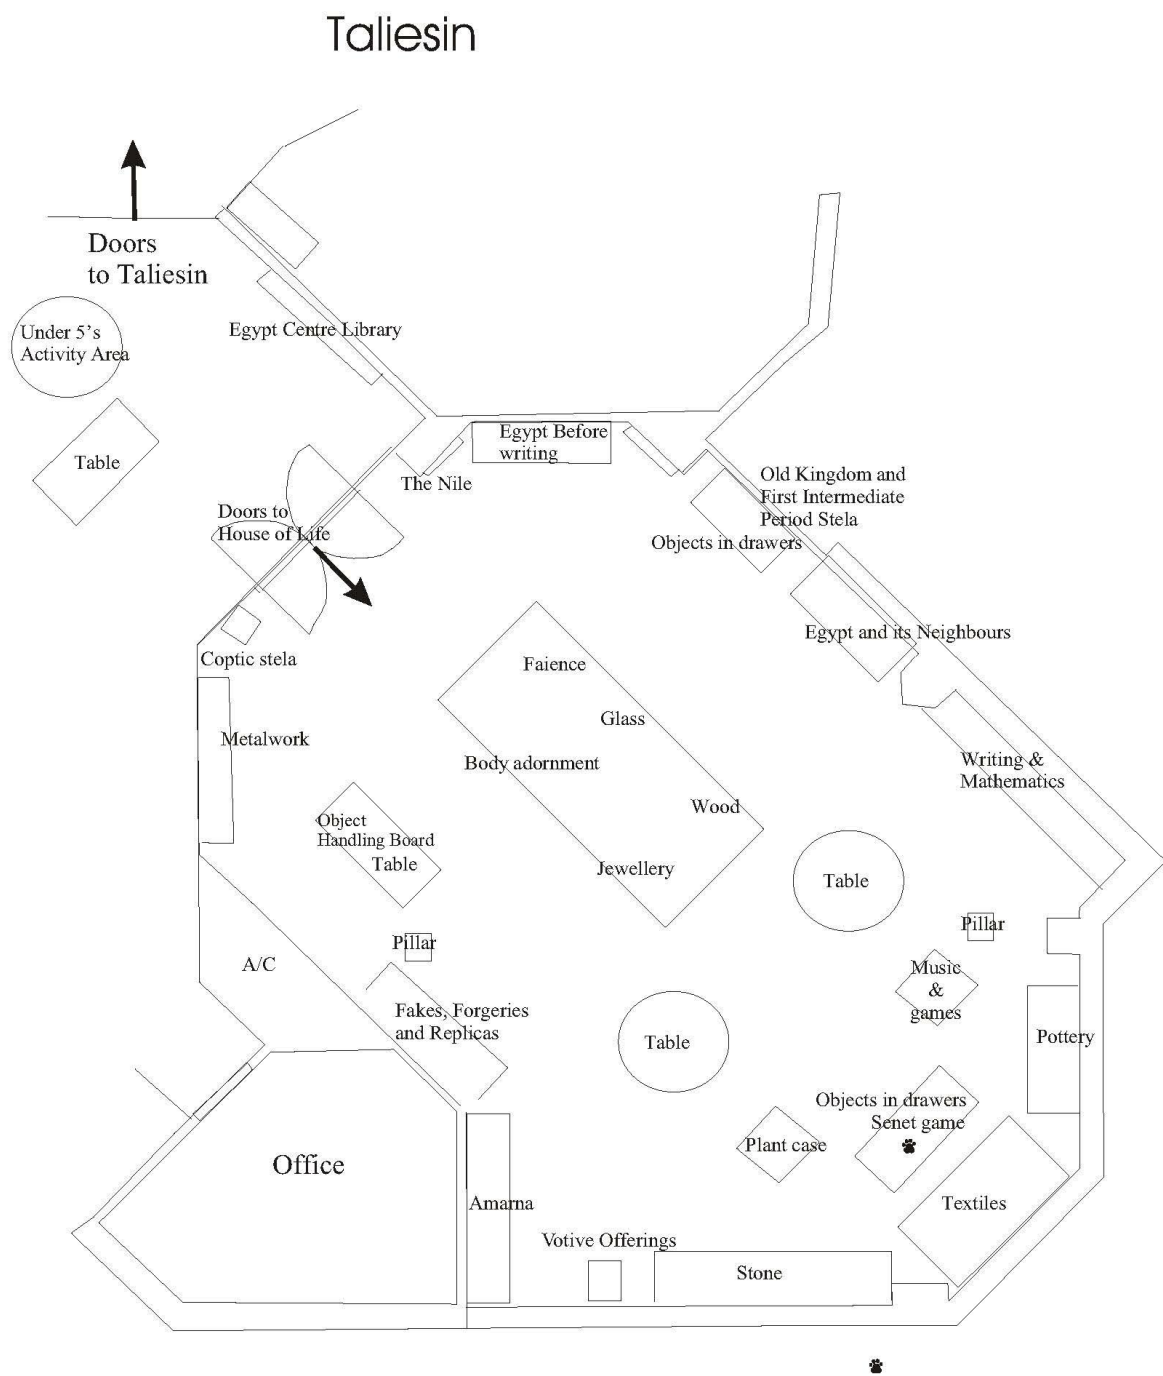 Taliesin
Doors
to Taliesin
Under 5's
Activity Area
Egypt Centre Library
Table
Egypt Before
writing
The Nile
Doors to
House of Life
Old Kingdom and
First Intermediate
Period Stela
Objects in drawers
Egypt and its Neighbours
Coptic stela
Faience
Glass
Metalwork
Body adornment
Writing &
Mathematics
Wood
Object
Handling Board
Table
Jewellery
Table
Pillar
Pillar
A/C
Music
&
games
Fakes, Forgeries
and Replicas
Table
Pottery
Objects in drawers
Senet game
Plant case
Office
Amarna
Textiles
Votive Offerings
Stone